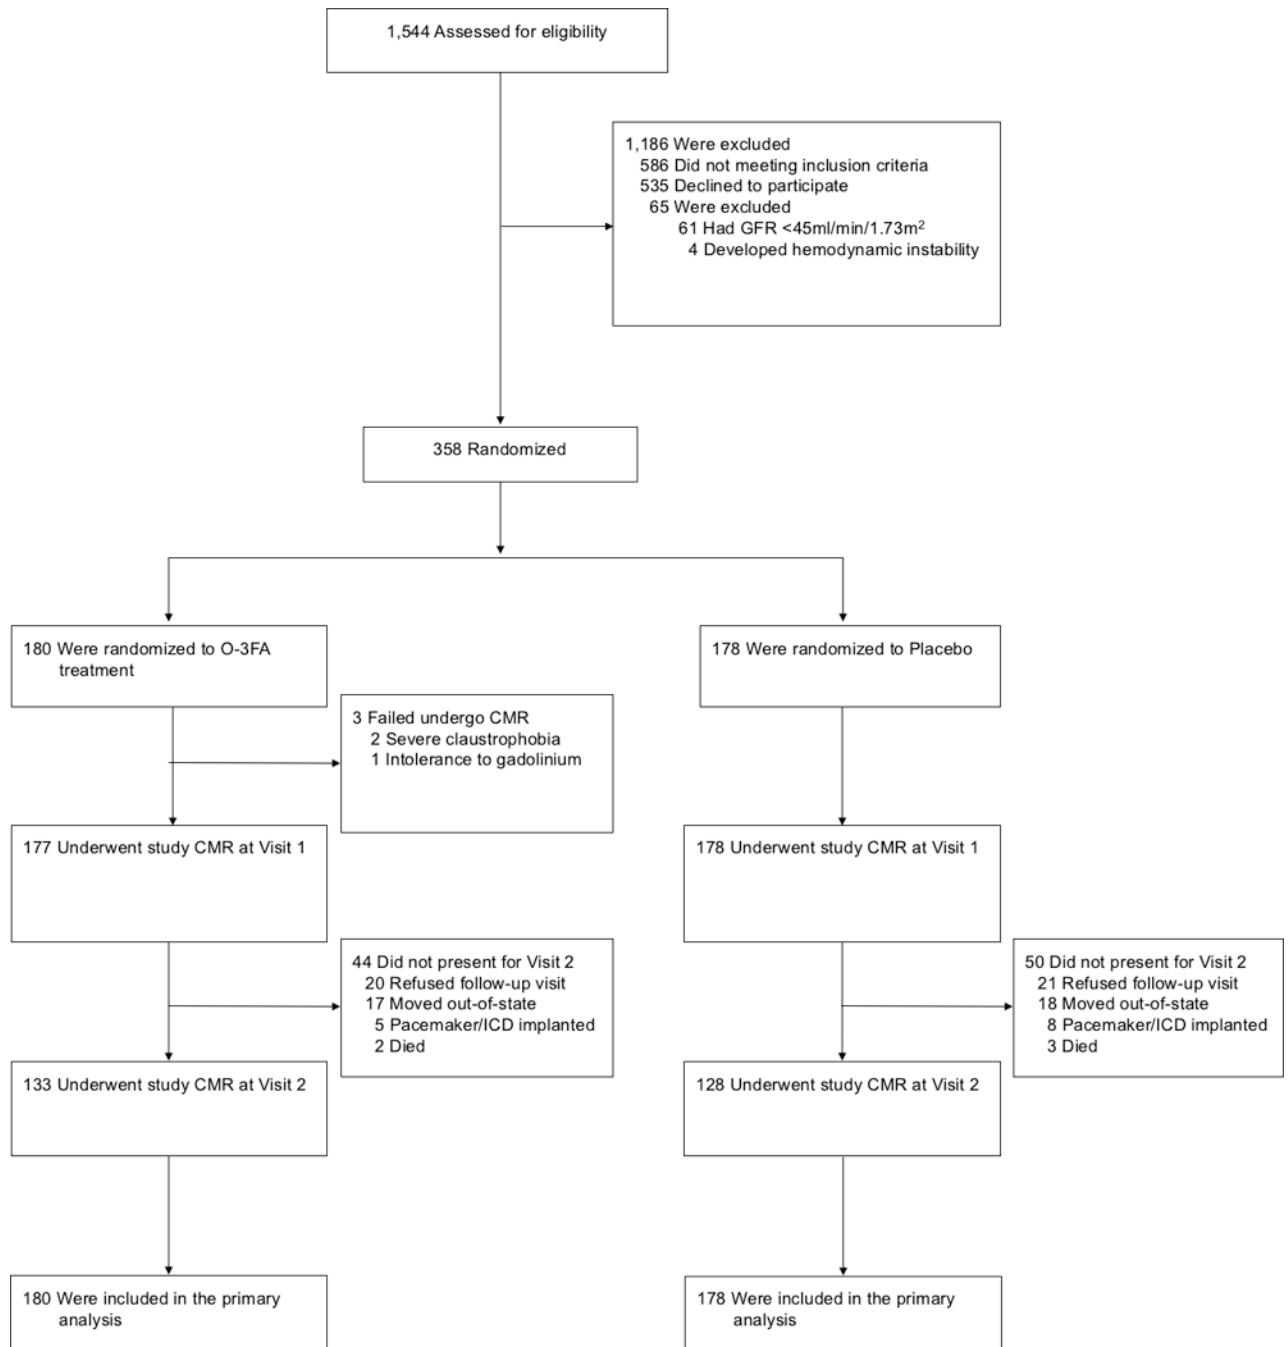 1,544 Assessed for eligibility
1,186 Were excluded
586 Did not meeting inclusion criteria
535 Declined to participate
65 Were excluded
61 Had GFR <45ml/min/1.73m²
4 Developed hemodynamic instability
358 Randomized
180 Were randomized to O-3FA
treatment
178 Were randomized to Placebo
3 Failed undergo CMR
2 Severe claustrophobia
1 Intolerance to gadolinium
177 Underwent study CMR at Visit 1
178 Underwent study CMR at Visit 1
44 Did not present for Visit 2
20 Refused follow-up visit
17 Moved out-of-state
5 Pacemaker/ICD implanted
2 Died
50 Did not present for Visit 2
21 Refused follow-up visit
18 Moved out-of-state
8 Pacemaker/ICD implanted
3 Died
133 Underwent study CMR at Visit 2
128 Underwent study CMR at Visit 2
180 Were included in the primary
analysis
178 Were included in the primary
analysis